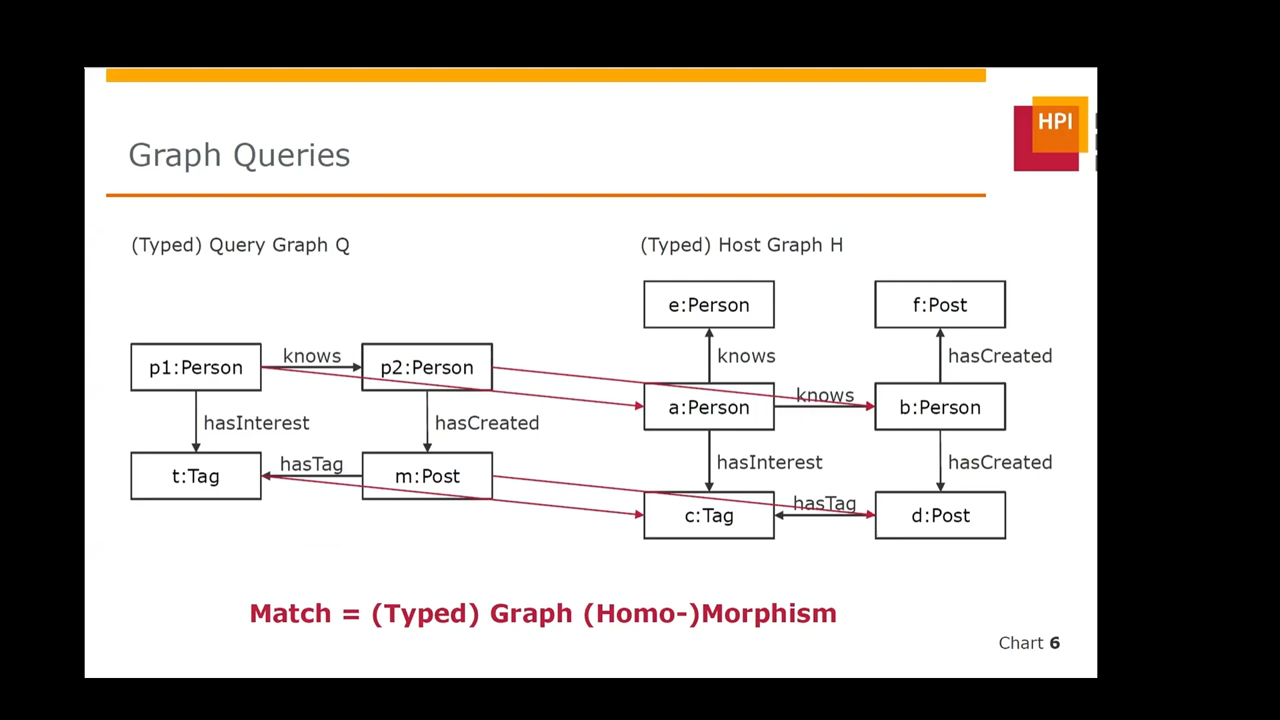 HPI
Graph Queries
(Typed) Query Graph Q
(Typed) Host Graph H
e:Person
f:Post
knows
hasCreated
p1:Person
knows
p2:Person
a:Person
knows
b:Person
hasInterest
hasCreated
hasInterest
hasCreated
t:Tag
hasTag
m:Post
c:Tag
hasTag
d:Post
Match = (Typed) Graph (Homo-)Morphism
Chart 6